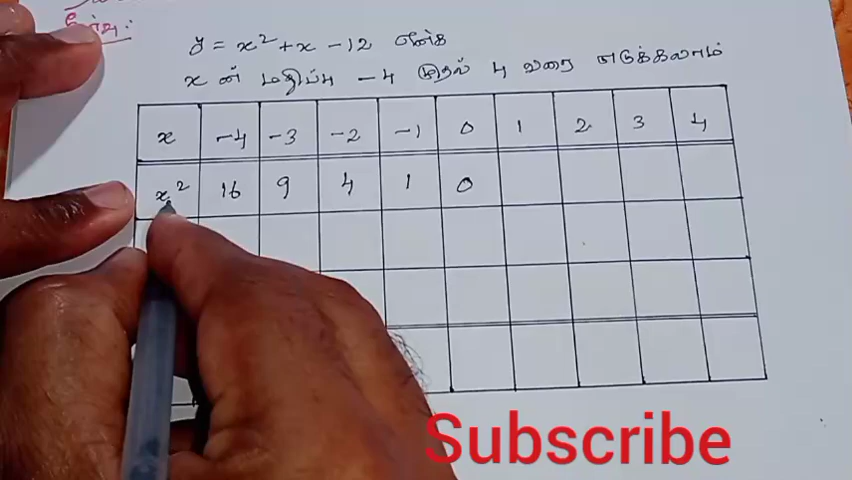 தீர்வு:
y = x² + x - 12 என்க
x ன் மதிப்பு -4 முதல் 4 வரை எடுக்கலாம்
x -4 -3 -2 -1 0 1 2 3 4
x² 16 9 4 1 0
Subscribe